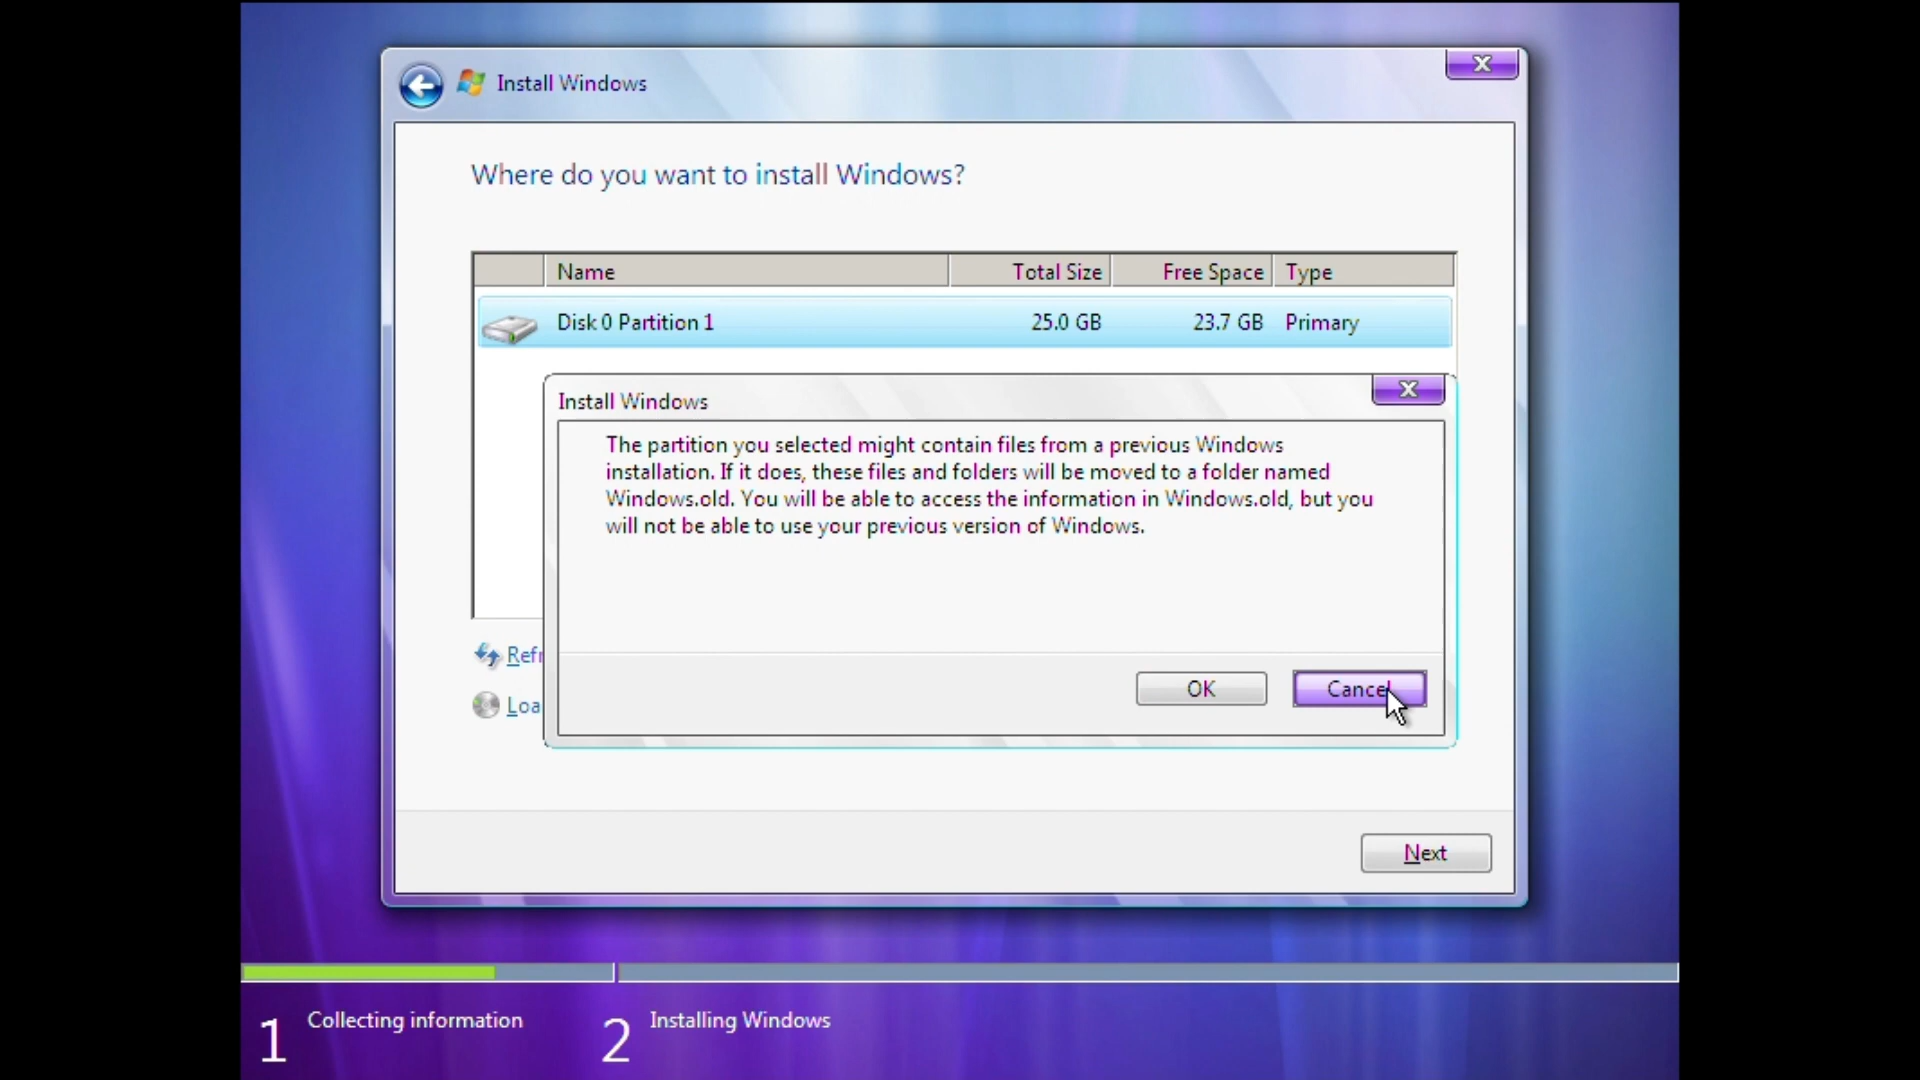 Install Windows
Where do you want to install Windows?
Name Total Size Free Space Type
Disk 0 Partition 1 25.0 GB 23.7 GB Primary
Install Windows
The partition you selected might contain files from a previous Windows
installation. If it does, these files and folders will be moved to a folder named
Windows.old. You will be able to access the information in Windows.old, but you
will not be able to use your previous version of Windows.
Refr
Loa
OK Cancel
Next
1 Collecting information 2 Installing Windows